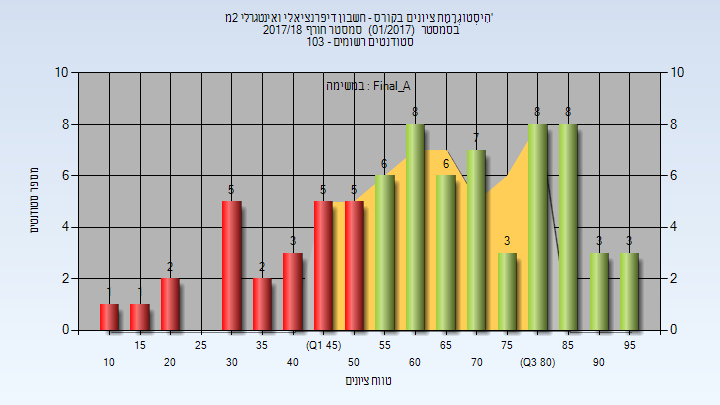 הִיסְטוֹגְרָמַת ציונים בקורס - חשבון דיפרנציאלי ואינטגרלי 2מ'
בסמסטר (01/2017) סמסטר חורף 2017/18
סטודנטים רשומים - 103
במשימה : Final_A
10 10
8 8
6 6
4 4
2 2
0 0
מספר סטודנטים
1 1 2 5 2 3 5 5 6 8 6 7 3 8 8 3 3
15 25 35 (Q1 45) 55 65 75 85 95
10 20 30 40 50 60 70 (Q3 80) 90
טווח ציונים